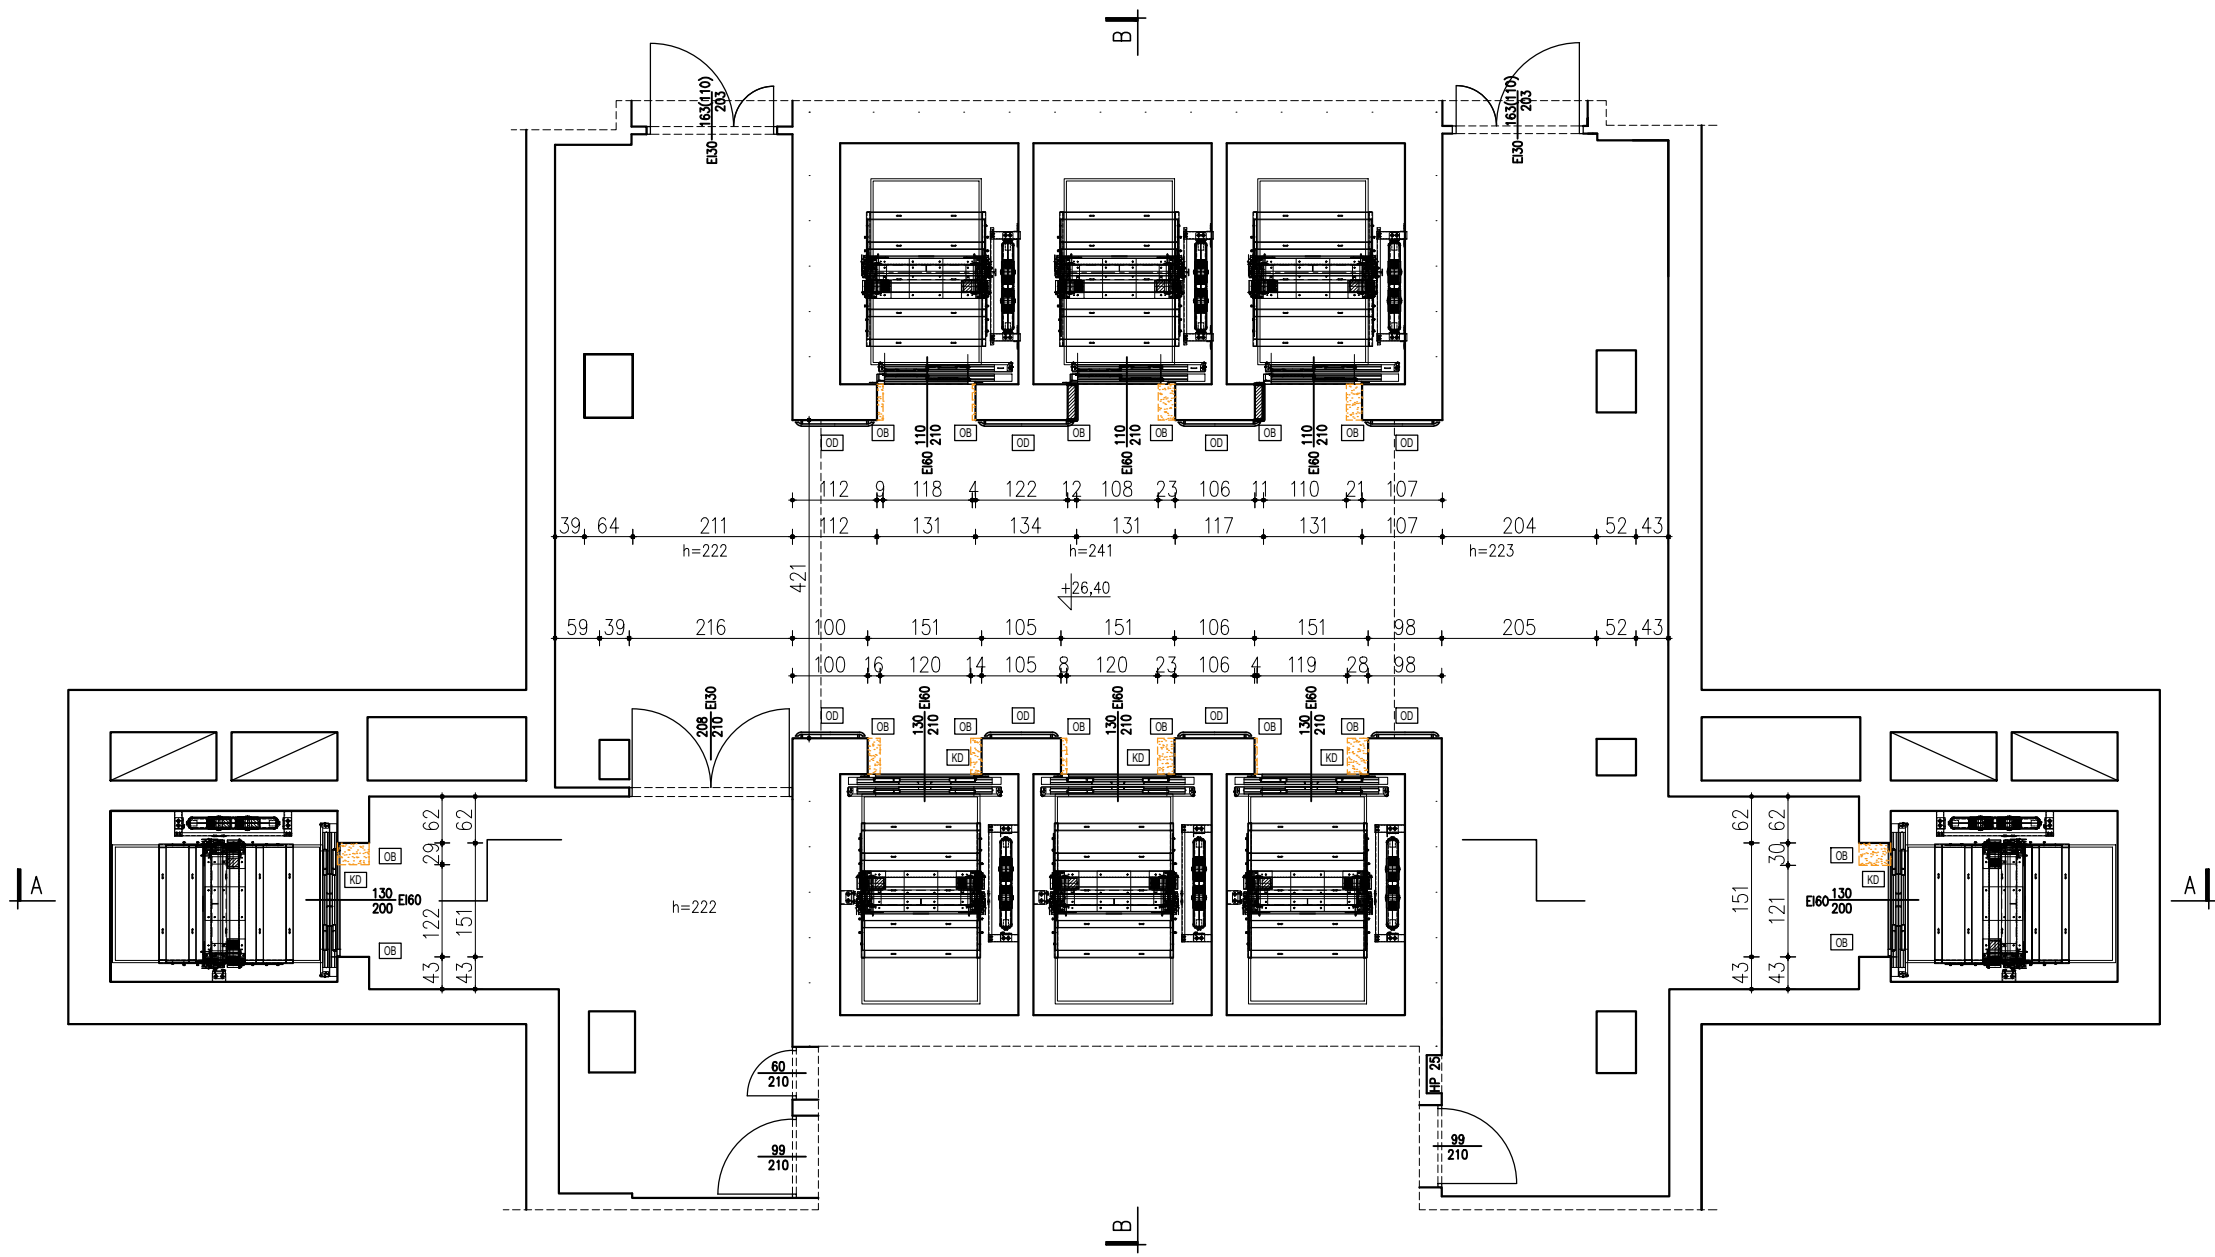 B
163(110)
203
EI30
163(110)
203
EI30
OD
OB
110
210
EI60
OB
OD
OB
110
210
EI60
OB
OD
OB
110
210
EI60
OB
OD
112 9 118 4 122 12 108 23 106 11 110 21 107
39 64 211 112 131 134 131 117 131 107 204 52 43
h=222 h=241 h=223
421
+26,40
59 39 216 100 151 105 151 106 151 98 205 52 43
100 16 120 14 105 8 120 23 106 4 119 28 98
208 EI30
210
OD
OB
130 EI60
210
OB
KD
OD
OB
130 EI60
210
OB
KD
OD
OB
130 EI60
210
OB
KD
OD
62 62
29
122 151
43 43
OB
KD
130
200
EI60
OB
A
h=222
62 62
30
151 121
43 43
OB
KD
EI60
130
200
OB
A
60
210
99
210
HP 25
99
210
B